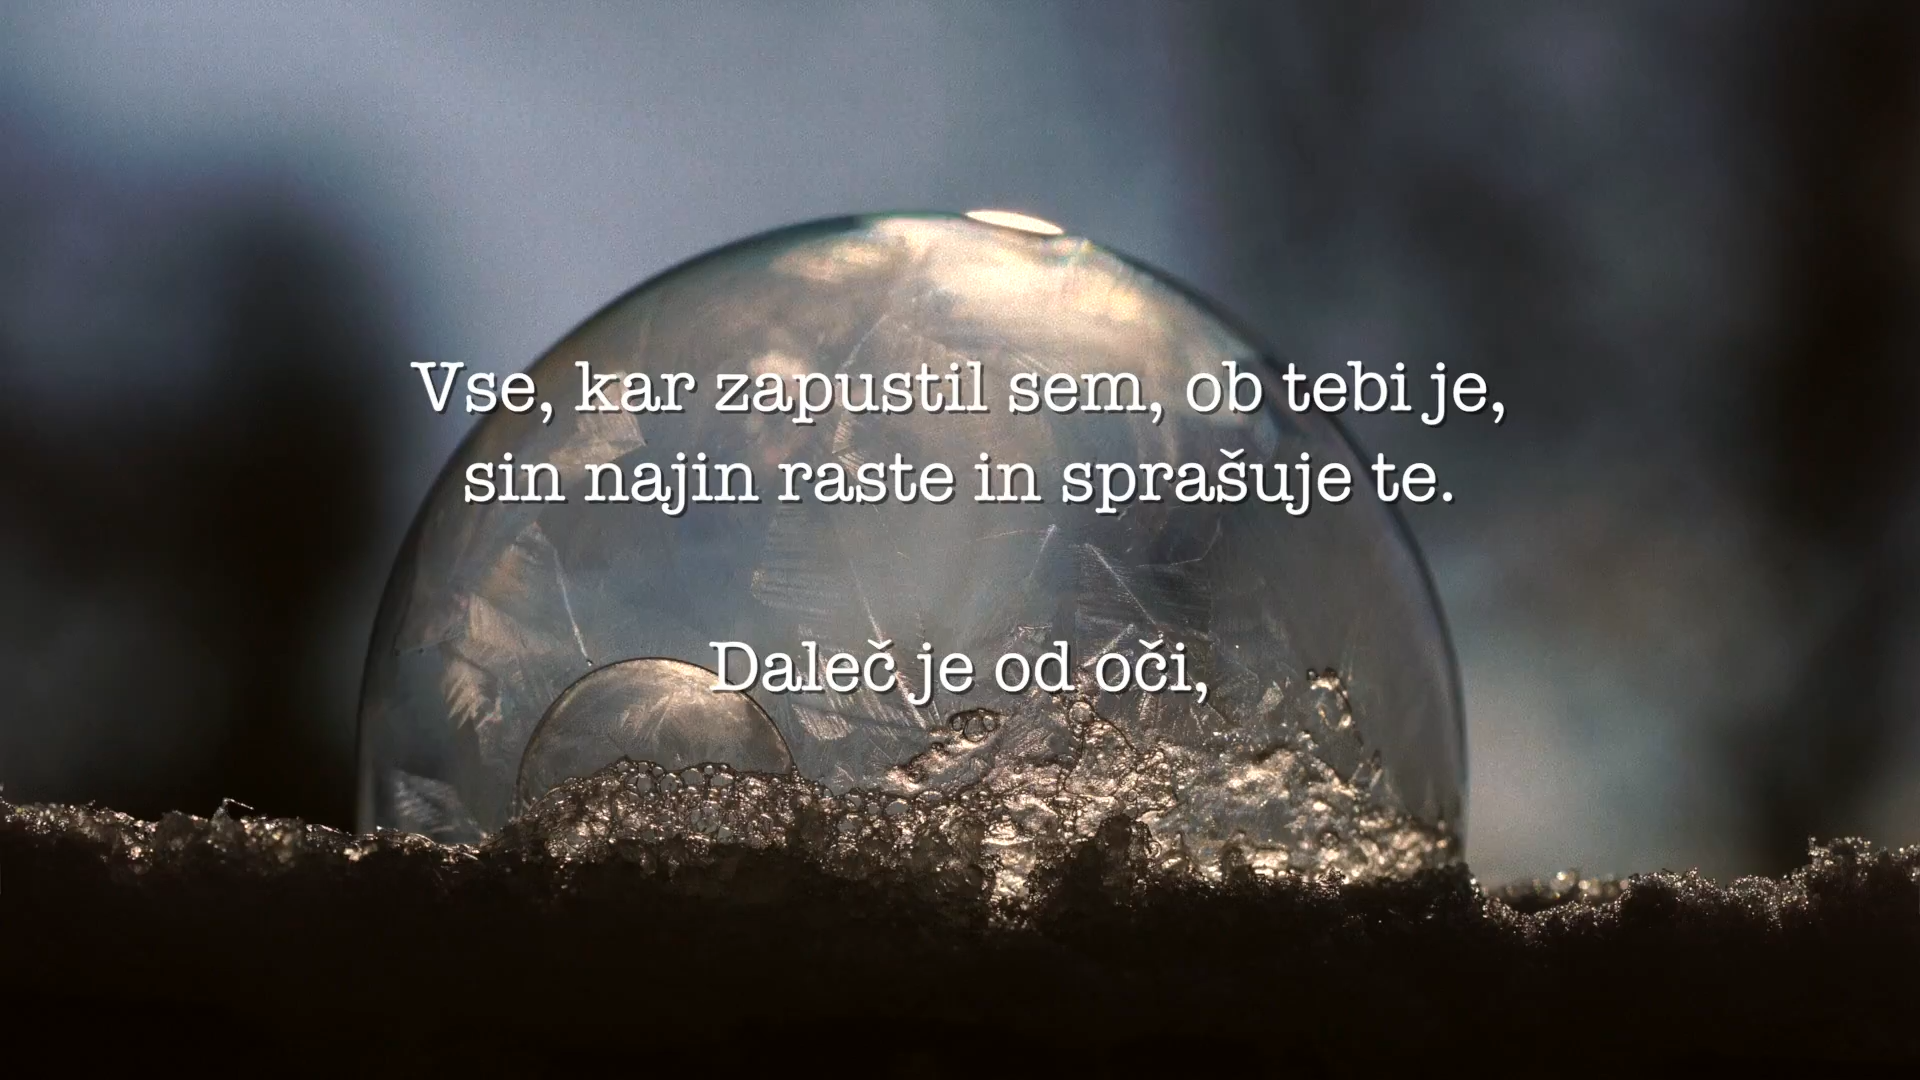 Vse, kar zapustil sem, ob tebi je,
sin najin raste in sprašuje te.
Daleč je od oči,